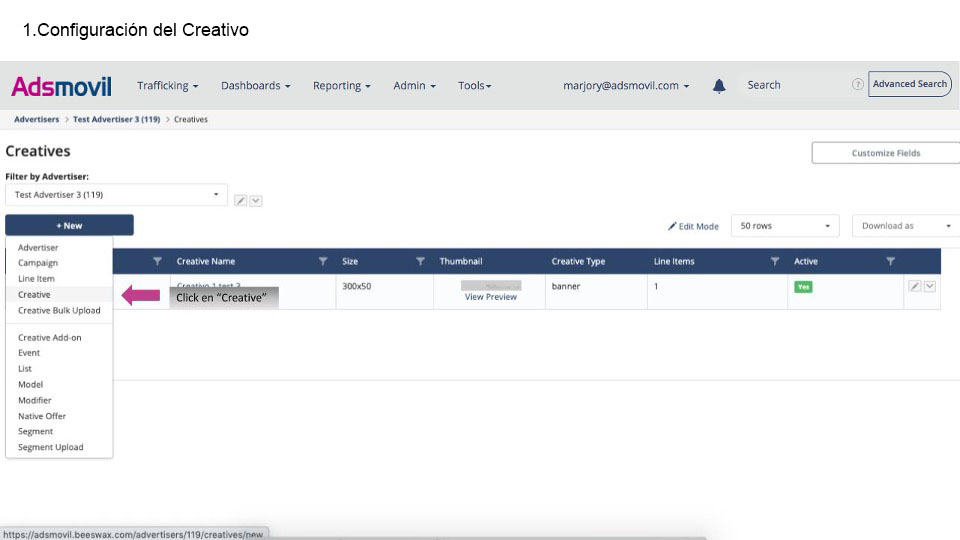 1.Configuración del Creativo
Adsmovil Trafficking Dashboards Reporting Admin Tools marjory@adsmovil.com Search ? Advanced Search
Advertisers > Test Advertiser 3 (119) > Creatives
Creatives
Customize Fields
Filter by Advertiser:
Test Advertiser 3 (119)
+ New
Edit Mode 50 rows Download as
Creative Name Size Thumbnail Creative Type Line Items Active
Creativo 1 test 3 300x50 View Preview banner 1 Yes
Advertiser
Campaign
Line Item
Creative
Click en “Creative”
Creative Bulk Upload
Creative Add-on
Event
List
Model
Modifier
Native Offer
Segment
Segment Upload
https://adsmovil.beeswax.com/advertisers/119/creatives/new